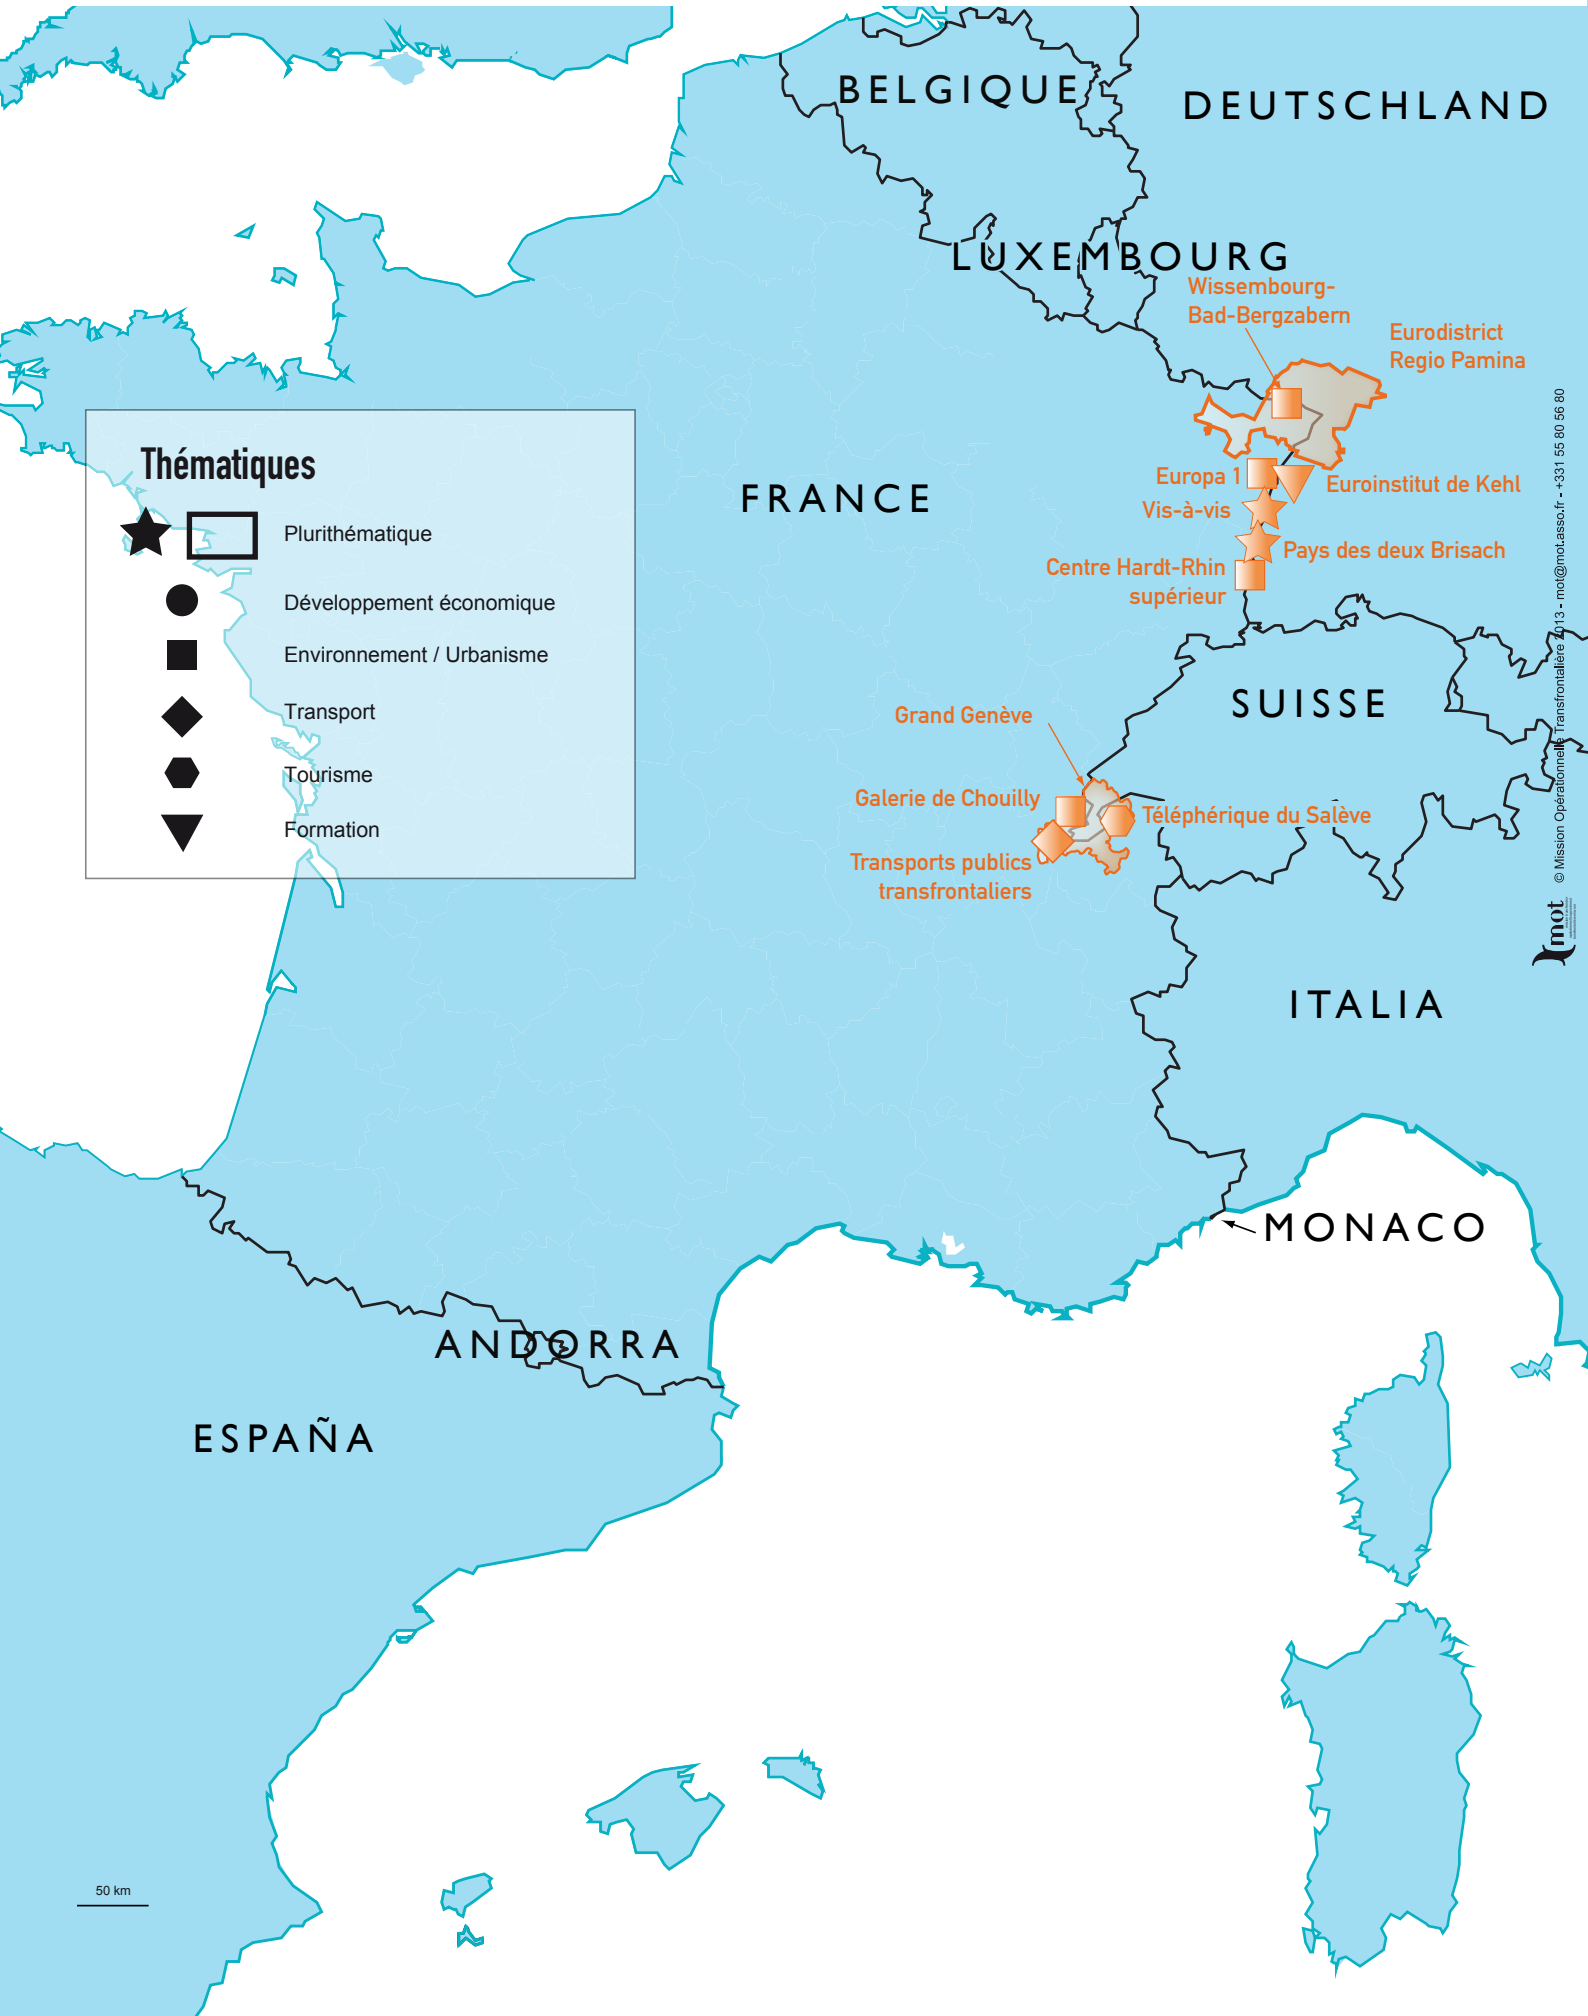 BELGIQUE
DEUTSCHLAND
LUXEMBOURG
Wissembourg-
Bad-Bergzabern
Eurodistrict
Regio Pamina
Thématiques
Plurithématique
Développement économique
Environnement / Urbanisme
Transport
Tourisme
Formation
FRANCE
Europa 1
Euroinstitut de Kehl
Vis-à-vis
Pays des deux Brisach
Centre Hardt-Rhin
supérieur
SUISSE
Grand Genève
Galerie de Chouilly
Téléphérique du Salève
Transports publics
transfrontaliers
© Mission Opérationnelle Transfrontalière 2013 - mot@mot.asso.fr - +331 55 80 56 80
mot
ITALIA
MONACO
ANDORRA
ESPAÑA
50 km